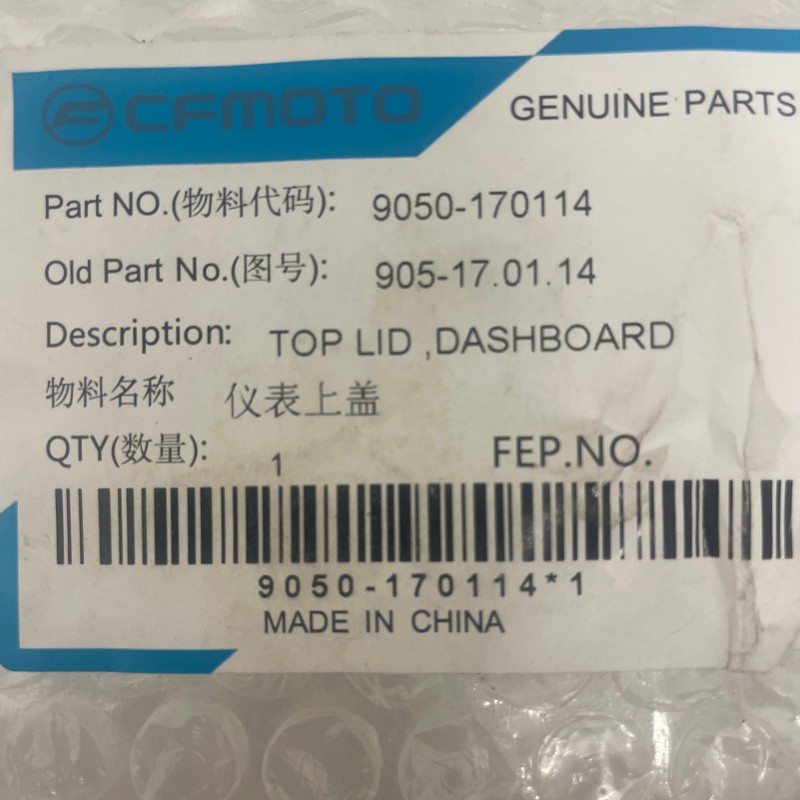 CFMOTO
GENUINE PARTS
Part NO.(物料代码): 9050-170114
Old Part No.(图号): 905-17.01.14
Description: TOP LID ,DASHBOARD
物料名称 仪表上盖
QTY(数量): 1 FEP.NO.
9050-170114*1
MADE IN CHINA